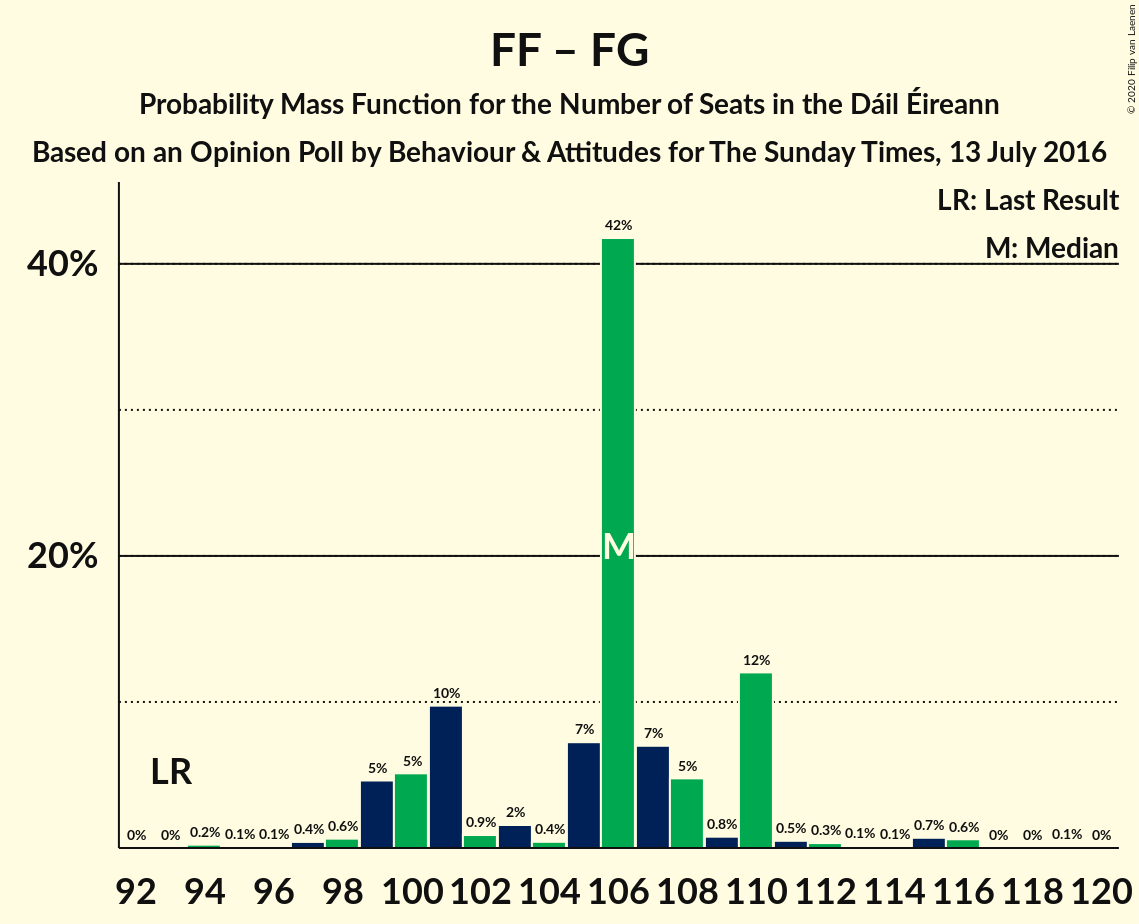 FF – FG
Probability Mass Function for the Number of Seats in the Dáil Éireann
Based on an Opinion Poll by Behaviour & Attitudes for The Sunday Times, 13 July 2016
© 2020 Filip van Laenen
LR: Last Result
M: Median
40%
20%
LR
M
0% 0% 0.2% 0.1% 0.1% 0.4% 0.6% 5% 5% 10% 0.9% 2% 0.4% 7% 42% 7% 5% 0.8% 12% 0.5% 0.3% 0.1% 0.1% 0.7% 0.6% 0% 0% 0.1% 0%
92 94 96 98 100 102 104 106 108 110 112 114 116 118 120